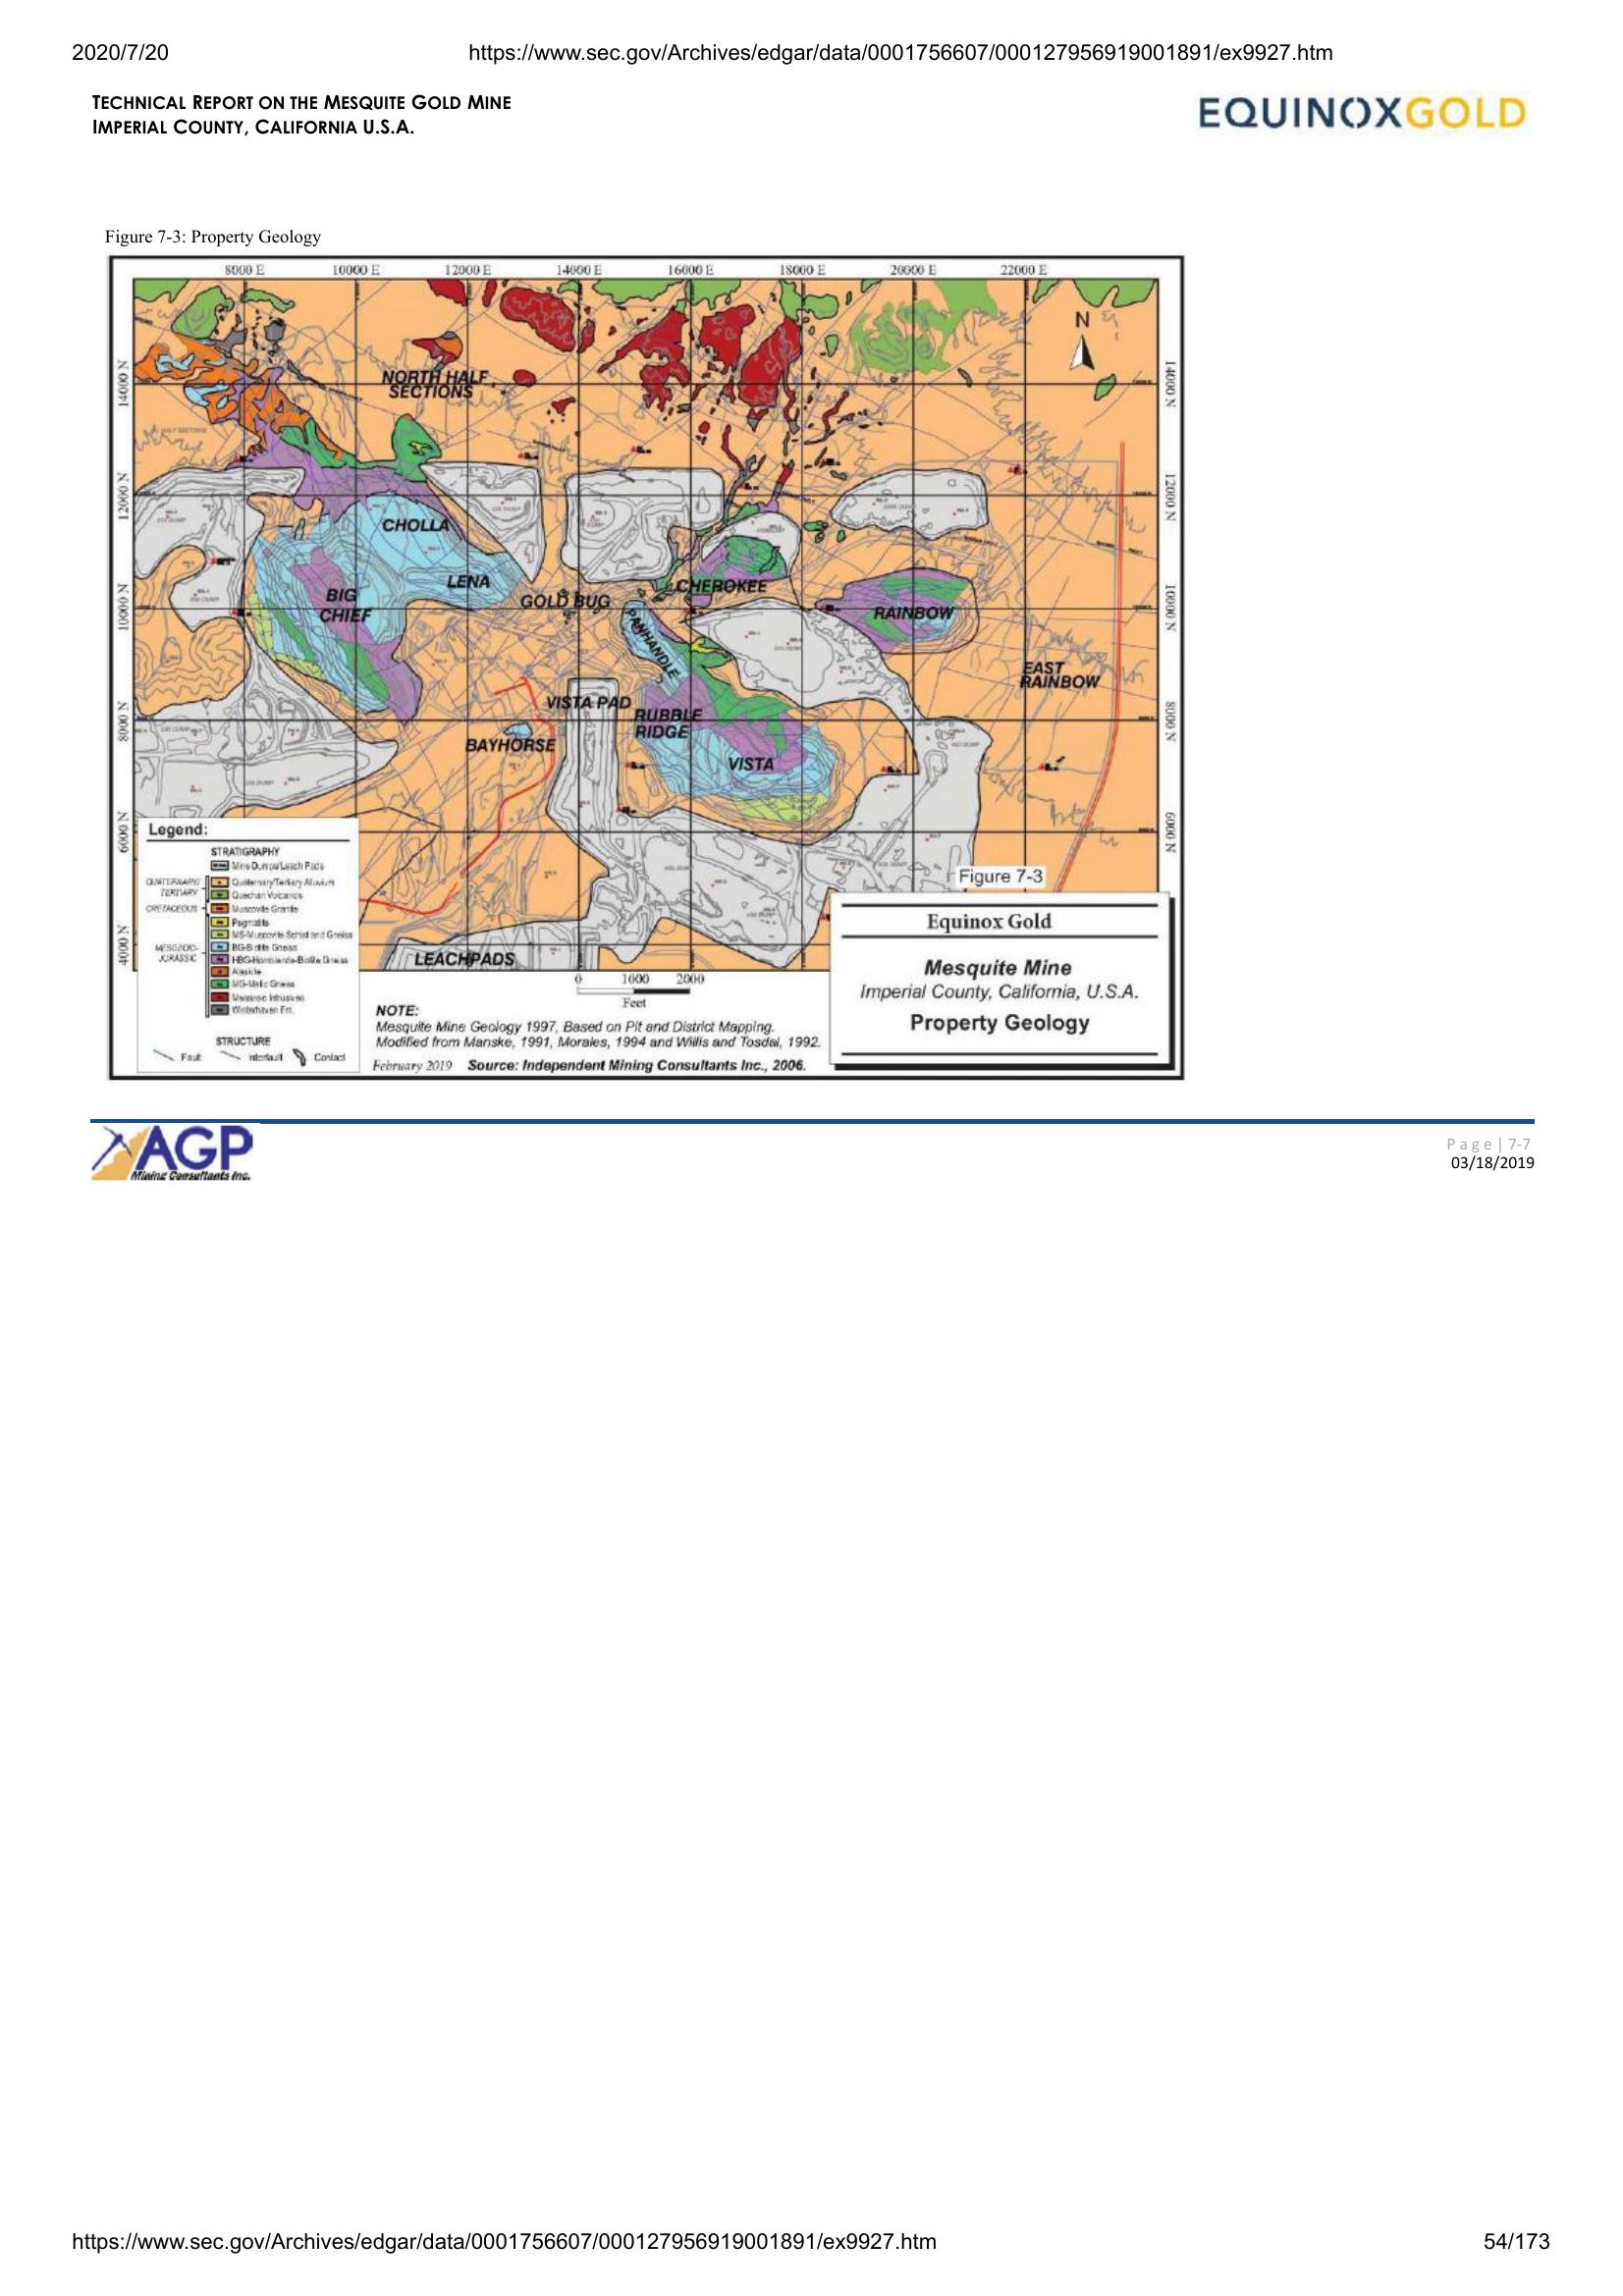 2020/7/20 https://www.sec.gov/Archives/edgar/data/0001756607/000127956919001891/ex9927.htm
TECHNICAL REPORT ON THE MESQUITE GOLD MINE
IMPERIAL COUNTY, CALIFORNIA U.S.A.
EQUINOXGOLD
Figure 7-3: Property Geology
8000 E 10000 E 12000 E 14000 E 16000 E 18000 E 20000 E 22000 E
N
14000 N 14000 N
NORTH HALF
SECTIONS
12000 N 12000 N
CHOLLA
LENA
BIG
CHIEF
GOLD BUG
CHEROKEE
RAINBOW
10000 N 10000 N
PANHANDLE
EAST
RAINBOW
VISTA PAD
RUBBLE
RIDGE
8000 N 8000 N
BAYHORSE
VISTA
6000 N 6000 N
4000 N
LEACHPADS
Legend:
STRATIGRAPHY
Mine Dumps/Leach Pads
QUATERNARY/
TERTIARY
Quaternary/Tertiary Alluvium
Quechan Volcanos
CRETACEOUS
Muscovite Granite
Pegmatite
MS-Muscovite Schist and Gneiss
MESOZOIC-
JURASSIC
BG-Biotite Gneiss
HBG-Hornblende-Biotite Gneiss
Alaskite
MG-Mafic Gneiss
Mesozoic Intrusives
Winterhaven Fm.
STRUCTURE
Fault Interfault Contact
0 1000 2000
Feet
NOTE:
Mesquite Mine Geology 1997, Based on Pit and District Mapping.
Modified from Manske, 1991, Morales, 1994 and Willis and Tosdal, 1992.
February 2019 Source: Independent Mining Consultants Inc., 2006.
Figure 7-3
Equinox Gold
Mesquite Mine
Imperial County, California, U.S.A.
Property Geology
AGP
Mining Consultants Inc.
Page | 7-7
03/18/2019
https://www.sec.gov/Archives/edgar/data/0001756607/000127956919001891/ex9927.htm 54/173